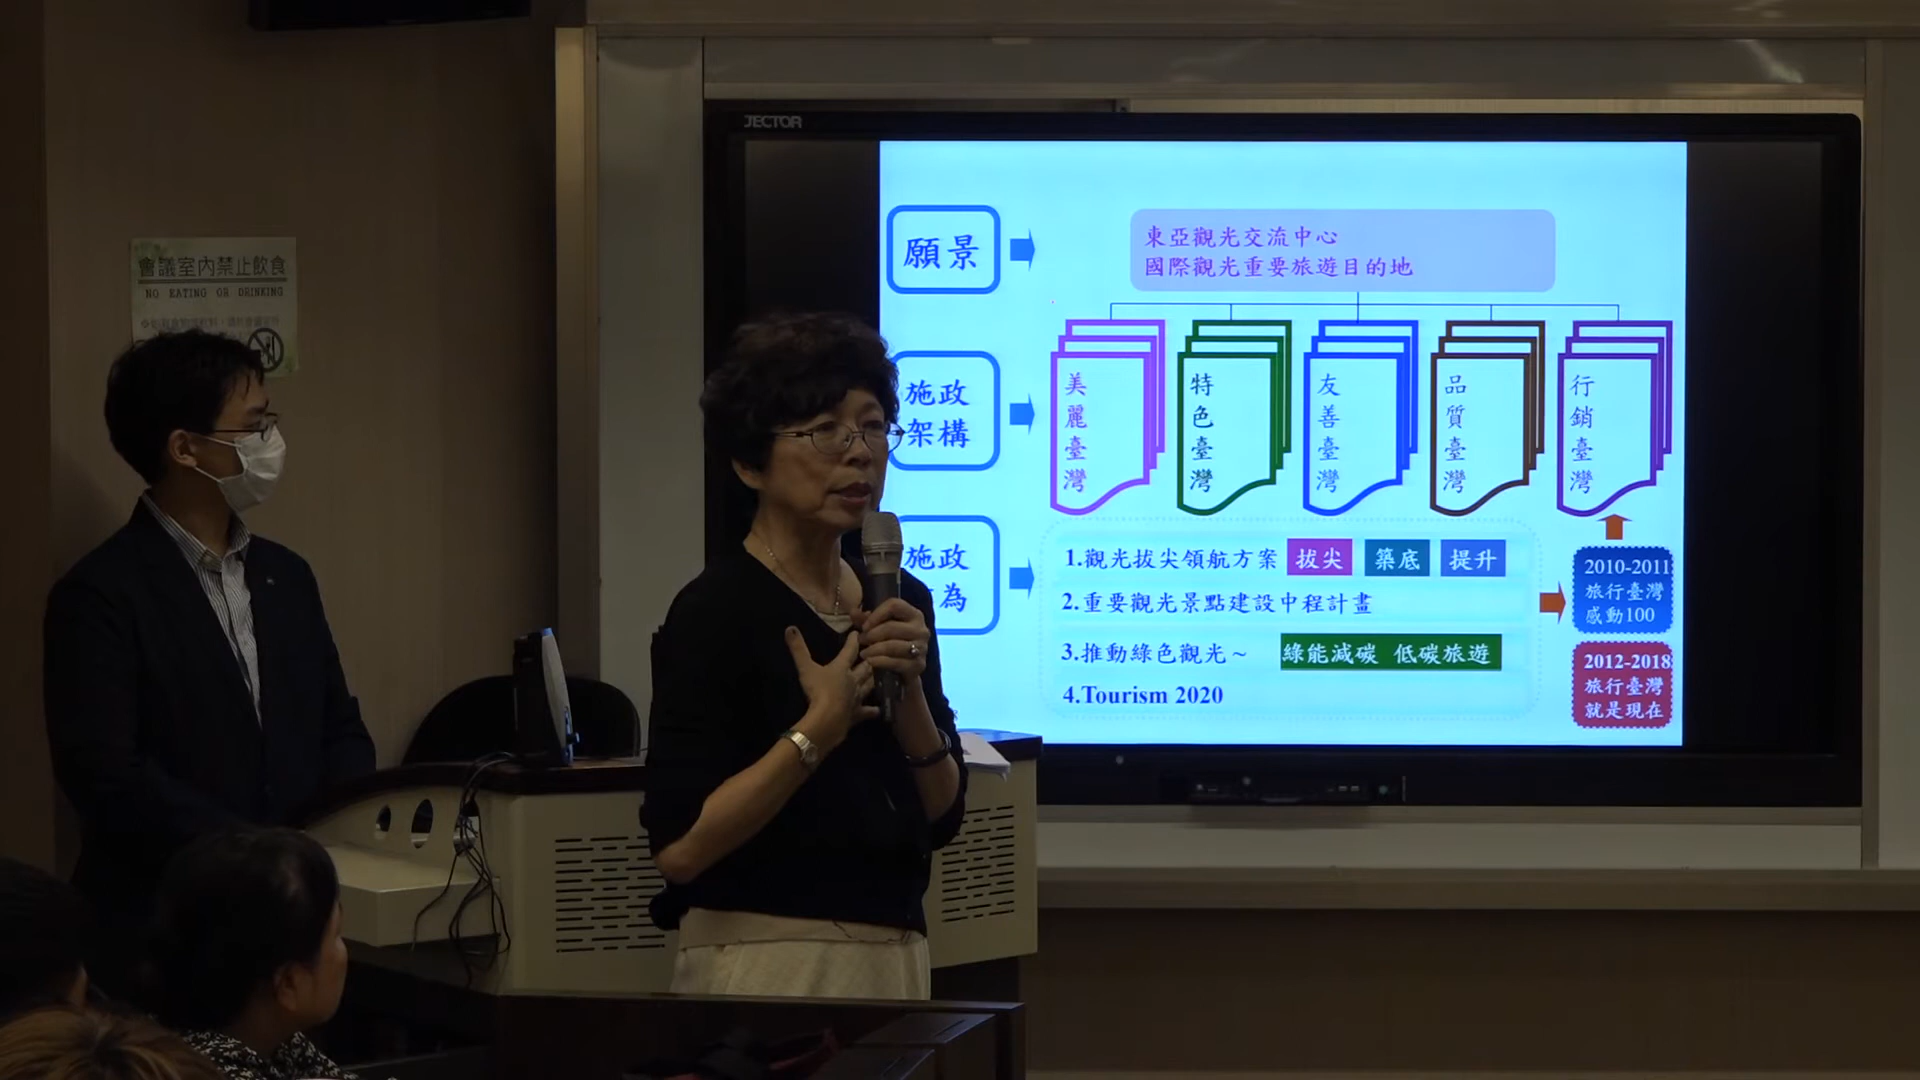 JECTOR
會議室內禁止飲食
NO EATING OR DRINKING
願景
東亞觀光交流中心
國際觀光重要旅遊目的地
施政
架構
美麗臺灣
特色臺灣
友善臺灣
品質臺灣
行銷臺灣
施政
為
1.觀光拔尖領航方案 拔尖 築底 提升
2.重要觀光景點建設中程計畫
3.推動綠色觀光~ 綠能減碳 低碳旅遊
4.Tourism 2020
2010-2011
旅行臺灣
感動100
2012-2018
旅行臺灣
就是現在